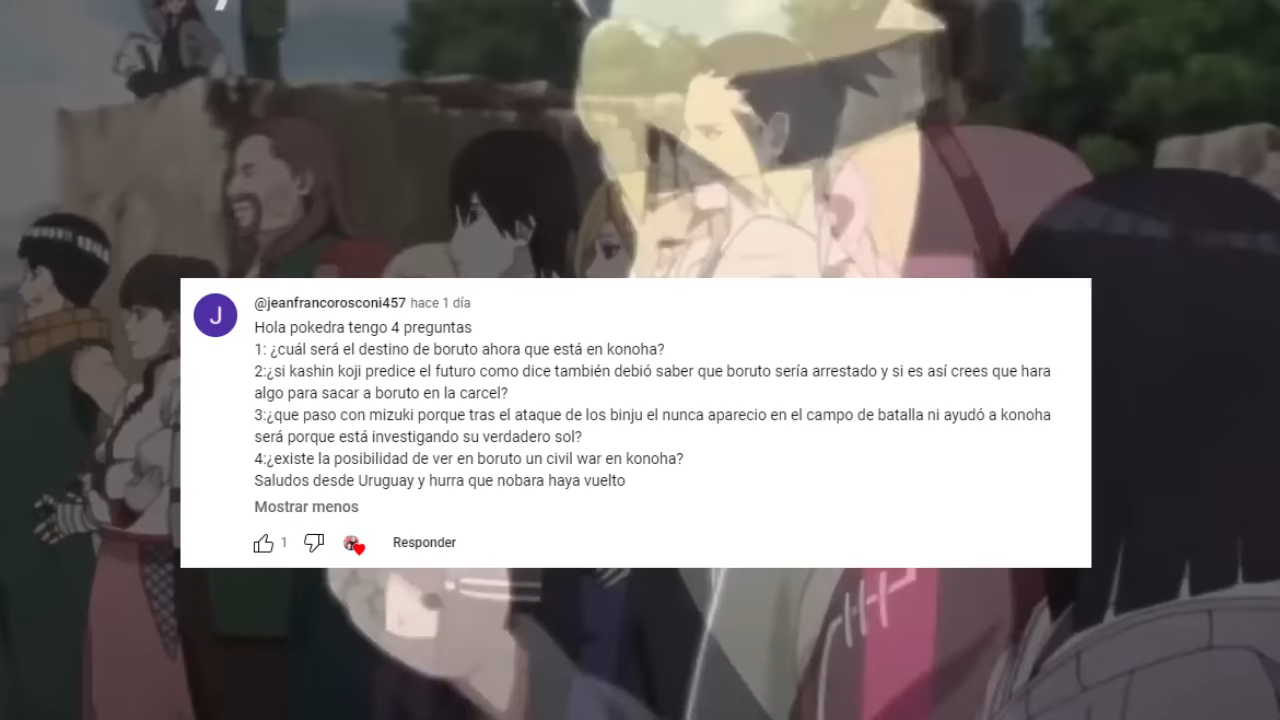 @jeanfrancorosconi457 hace 1 día
J
Hola pokedra tengo 4 preguntas
1: ¿cuál será el destino de boruto ahora que está en konoha?
2:¿si kashin koji predice el futuro como dice también debió saber que boruto sería arrestado y si es así crees que hara
algo para sacar a boruto en la carcel?
3:¿que paso con mizuki porque tras el ataque de los binju el nunca aparecio en el campo de batalla ni ayudó a konoha
será porque está investigando su verdadero sol?
4:¿existe la posibilidad de ver en boruto un civil war en konoha?
Saludos desde Uruguay y hurra que nobara haya vuelto
Mostrar menos
1
Responder